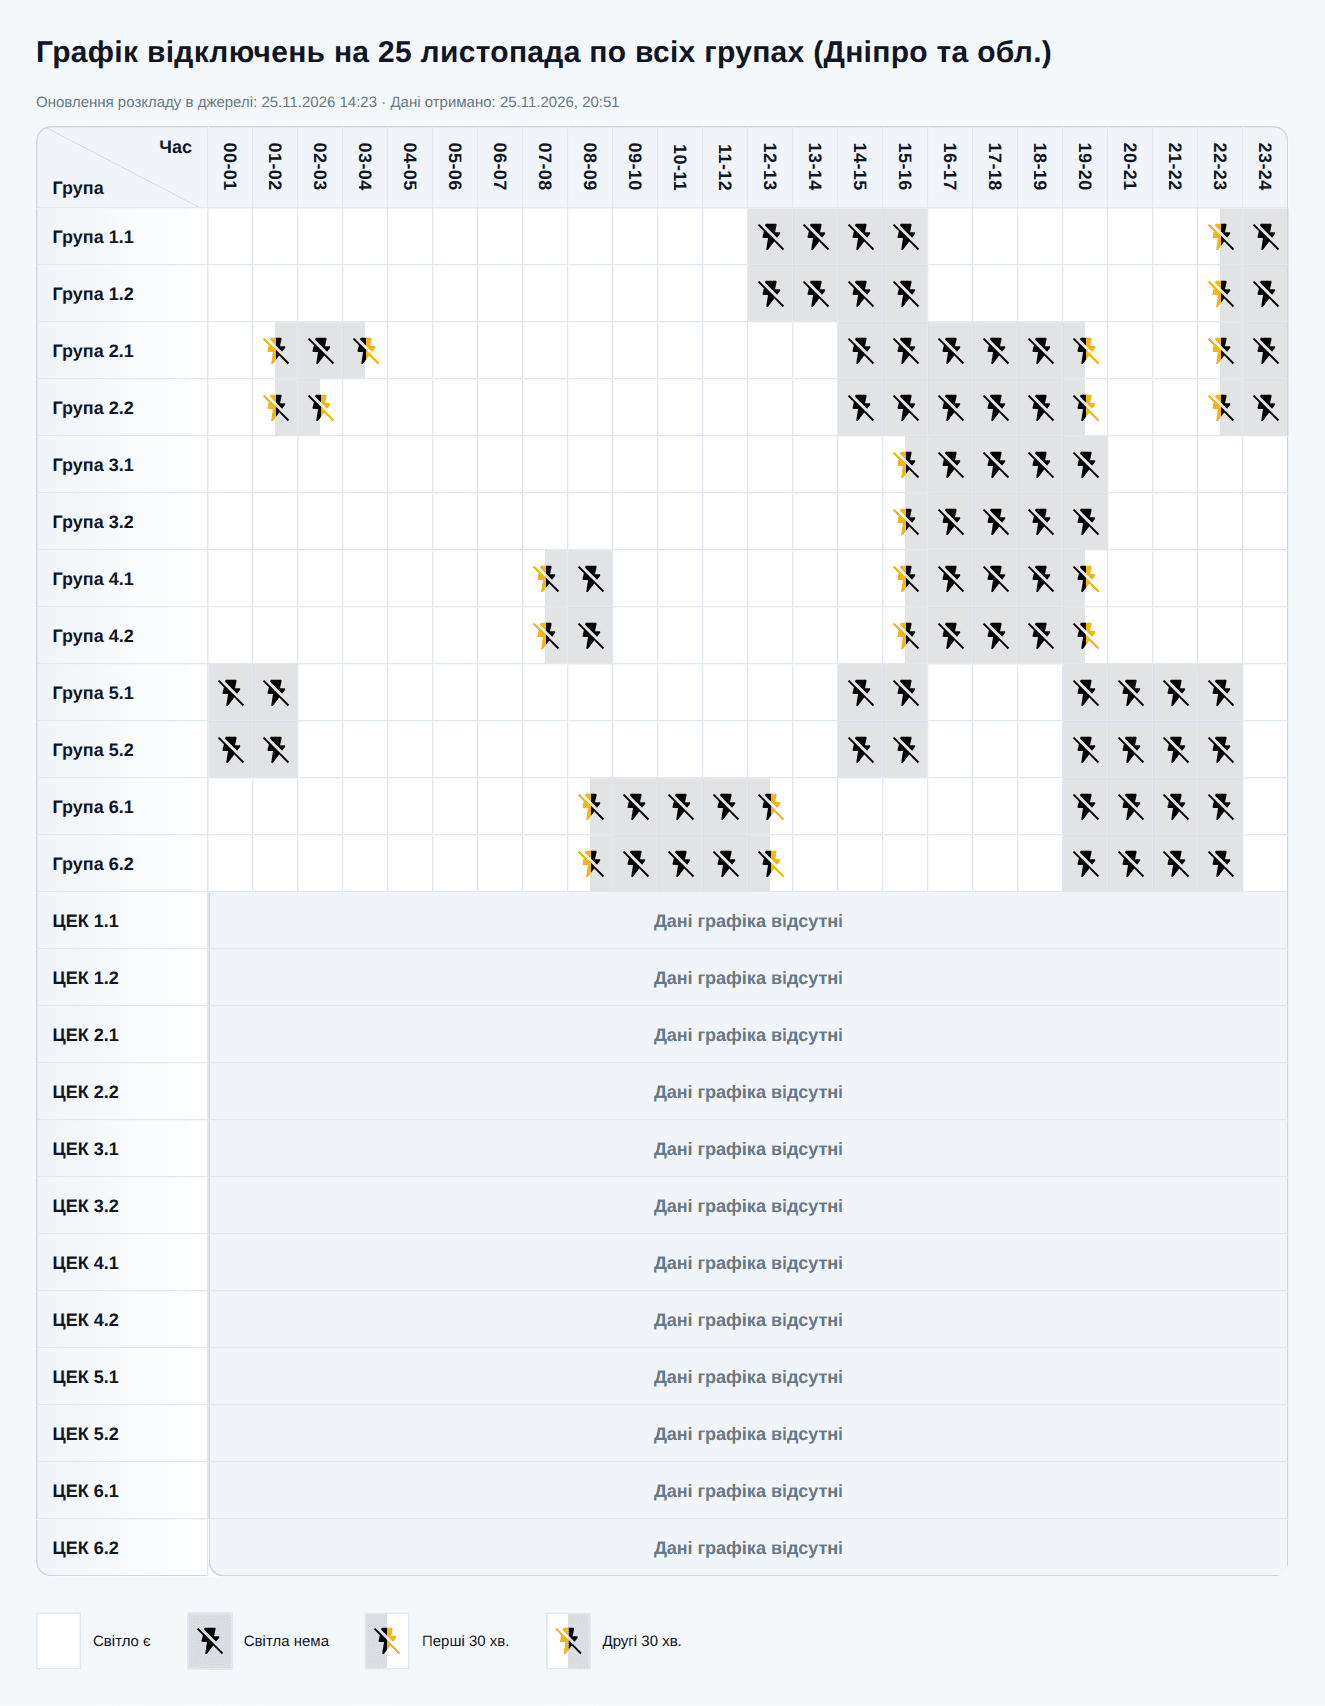 Графік відключень на 25 листопада по всіх групах (Дніпро та обл.)
Оновлення розкладу в джерелі: 25.11.2026 14:23 · Дані отримано: 25.11.2026, 20:51
Час
Група
00-01 01-02 02-03 03-04 04-05 05-06 06-07 07-08 08-09 09-10 10-11 11-12 12-13 13-14 14-15 15-16 16-17 17-18 18-19 19-20 20-21 21-22 22-23 23-24
Група 1.1
Група 1.2
Група 2.1
Група 2.2
Група 3.1
Група 3.2
Група 4.1
Група 4.2
Група 5.1
Група 5.2
Група 6.1
Група 6.2
ЦЕК 1.1 Дані графіка відсутні
ЦЕК 1.2 Дані графіка відсутні
ЦЕК 2.1 Дані графіка відсутні
ЦЕК 2.2 Дані графіка відсутні
ЦЕК 3.1 Дані графіка відсутні
ЦЕК 3.2 Дані графіка відсутні
ЦЕК 4.1 Дані графіка відсутні
ЦЕК 4.2 Дані графіка відсутні
ЦЕК 5.1 Дані графіка відсутні
ЦЕК 5.2 Дані графіка відсутні
ЦЕК 6.1 Дані графіка відсутні
ЦЕК 6.2 Дані графіка відсутні
Світло є Світла нема Перші 30 хв. Другі 30 хв.